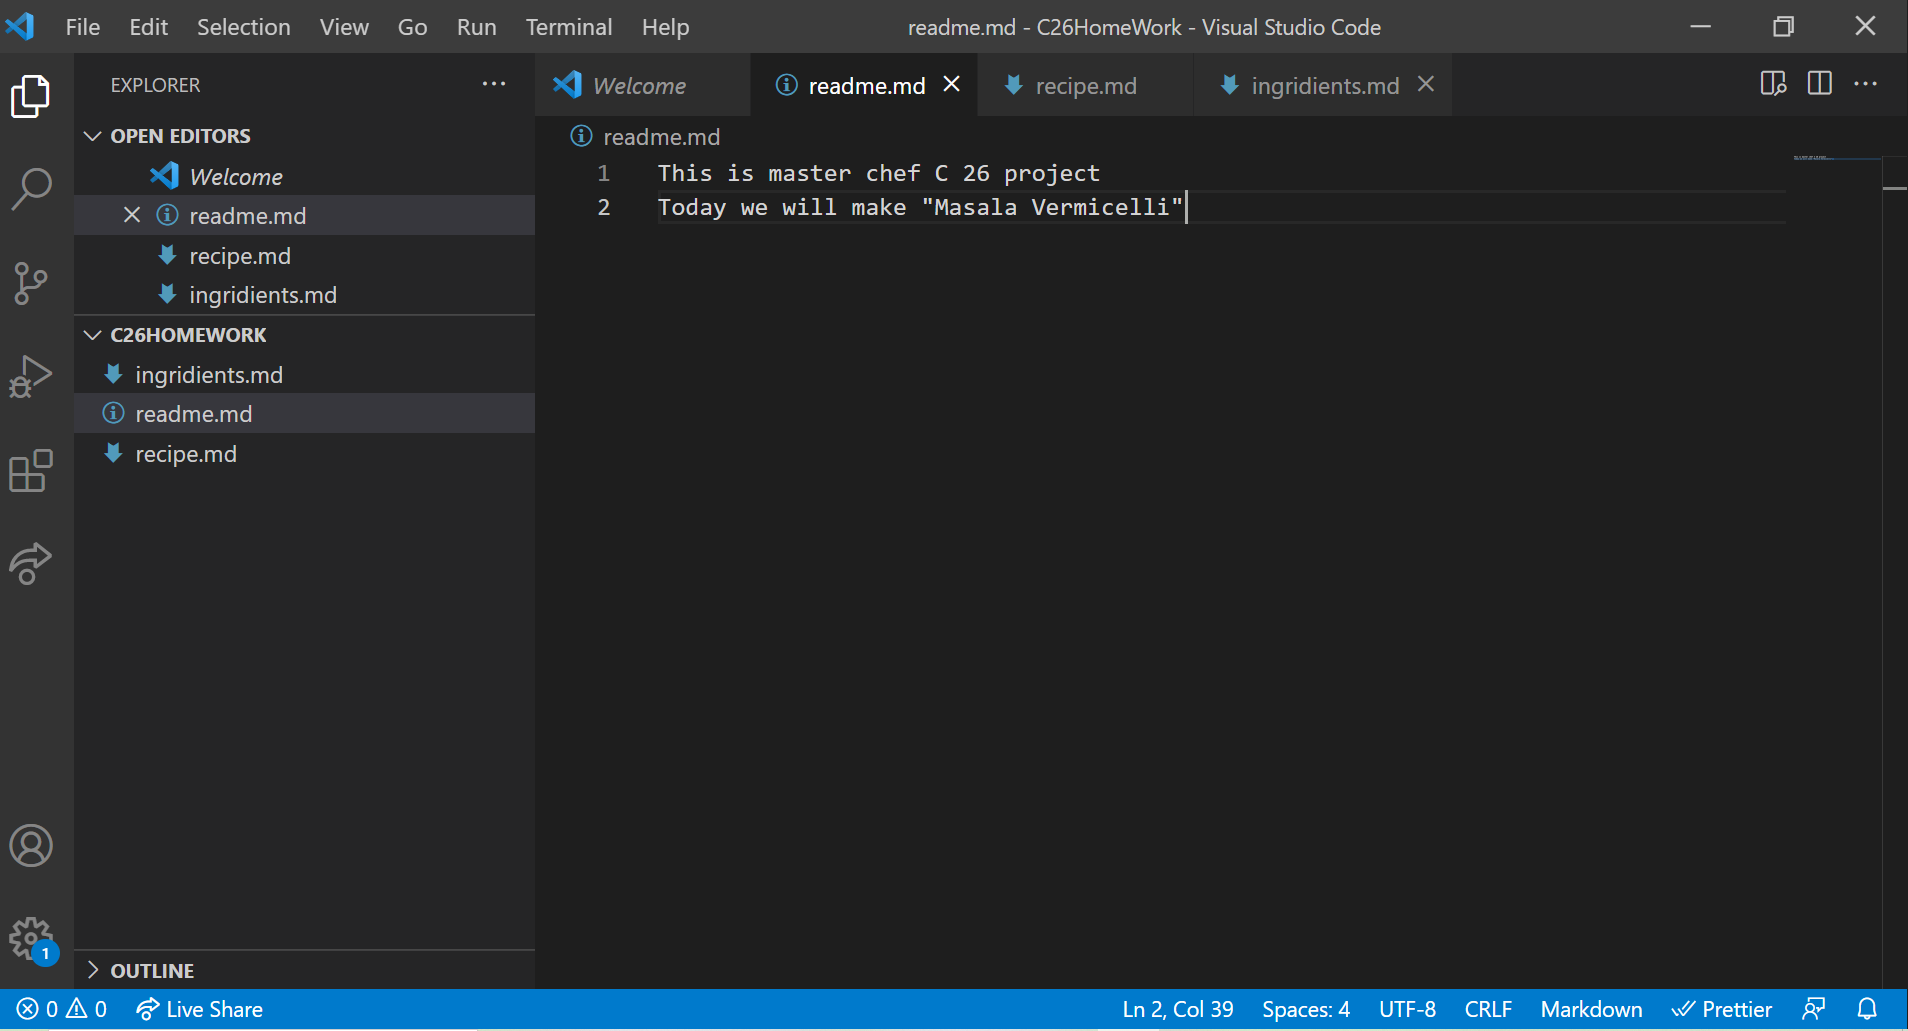 File Edit Selection View Go Run Terminal Help readme.md - C26HomeWork - Visual Studio Code
EXPLORER
Welcome readme.md recipe.md ingridients.md
OPEN EDITORS
Welcome
readme.md
recipe.md
ingridients.md
C26HOMEWORK
ingridients.md
readme.md
recipe.md
OUTLINE
readme.md
1 This is master chef C 26 project
2 Today we will make "Masala Vermicelli"
1
0 0 Live Share Ln 2, Col 39 Spaces: 4 UTF-8 CRLF Markdown Prettier